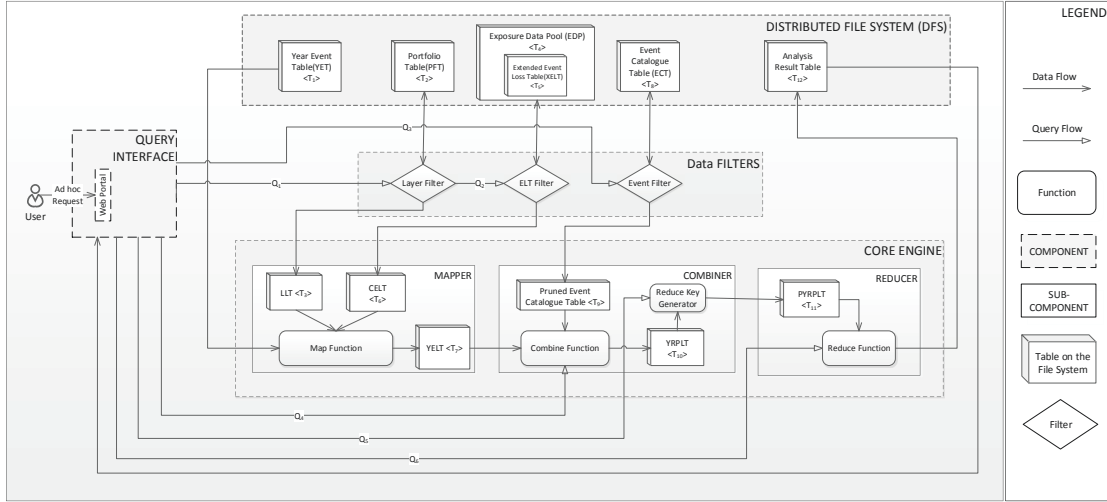 DISTRIBUTED FILE SYSTEM (DFS)
Year Event
Table(YET)
<T₁>
Portfolio
Table(PFT)
<T₂>
Exposure Data Pool (EDP)
<T₄>
Extended Event
Loss Table(XELT)
<T₅>
Event
Catalogue
Table (ECT)
<T₈>
Analysis
Result Table
<T₁₂>
QUERY
INTERFACE
Web Portal
User
Ad hoc
Request
Q₃
Q₁
Data FILTERS
Layer Filter
Q₂
ELT Filter
Event Filter
CORE ENGINE
MAPPER
LLT <T₃>
CELT
<T₆>
Map Function
YELT <T₇>
COMBINER
Pruned Event
Catalogue Table <T₉>
Reduce Key
Generator
Combine Function
YRPLT
<T₁₀>
REDUCER
PYRPLT
<T₁₁>
Reduce Function
Q₄
Q₅
Q₆
LEGEND
Data Flow
Query Flow
Function
COMPONENT
SUB-
COMPONENT
Table on the
File System
Filter